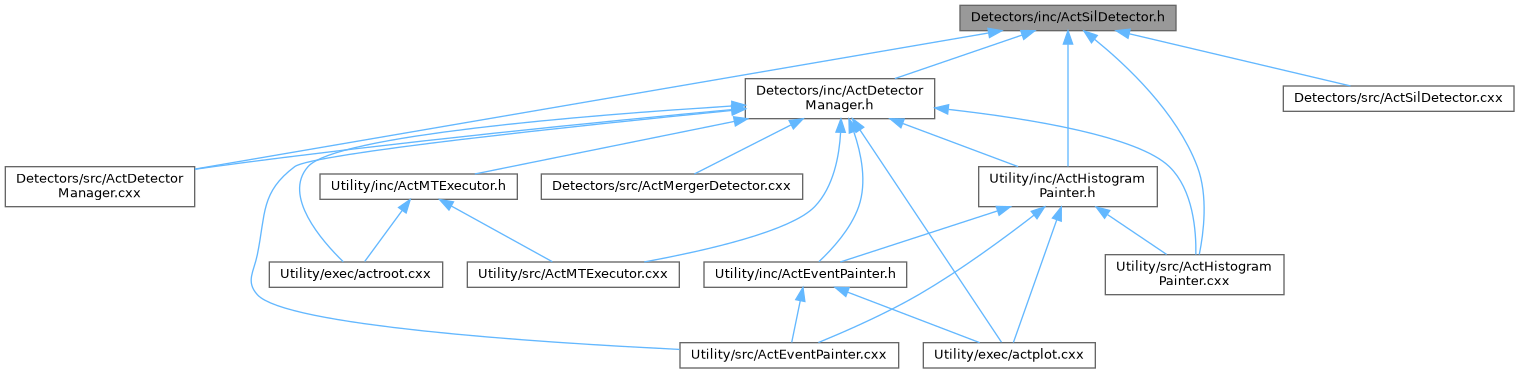 Detectors/inc/ActSilDetector.h
Detectors/inc/ActDetector
Manager.h
Detectors/src/ActSilDetector.cxx
Detectors/src/ActDetector
Manager.cxx
Utility/inc/ActMTExecutor.h
Detectors/src/ActMergerDetector.cxx
Utility/inc/ActHistogram
Painter.h
Utility/exec/actroot.cxx
Utility/src/ActMTExecutor.cxx
Utility/inc/ActEventPainter.h
Utility/src/ActHistogram
Painter.cxx
Utility/src/ActEventPainter.cxx
Utility/exec/actplot.cxx